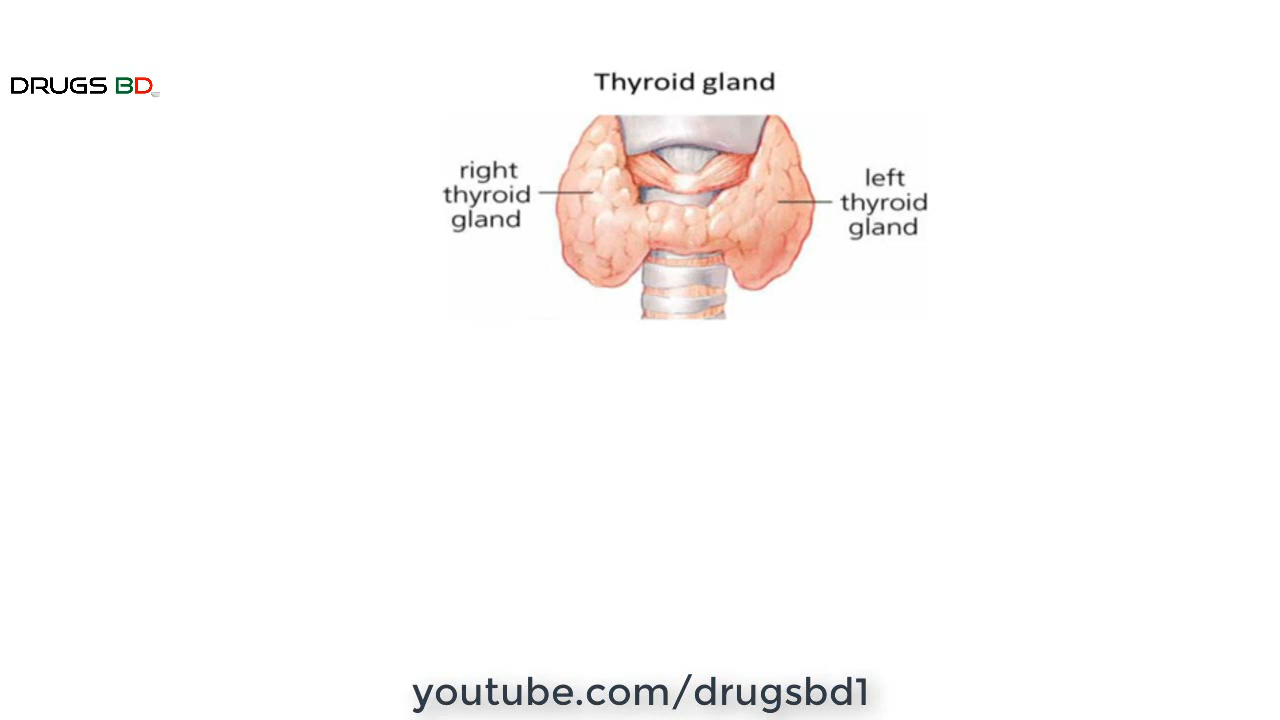 DRUGS BD
Thyroid gland
right
thyroid
gland
left
thyroid
gland
youtube.com/drugsbd1